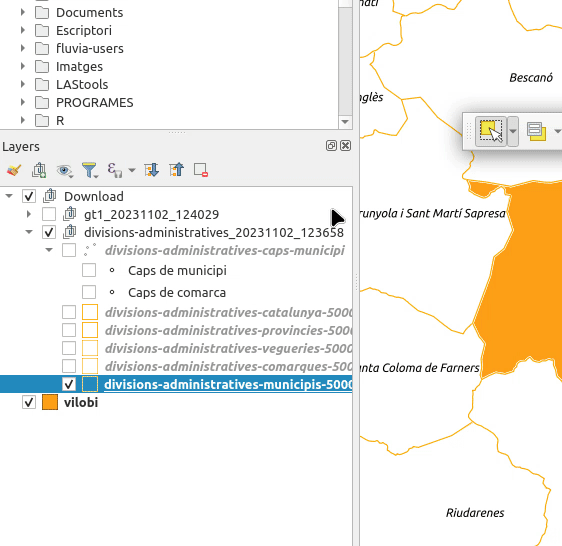 Documents
Escriptori
fluvia-users
Imatges
LAStools
PROGRAMES
R
Layers
Download
gt1_20231102_124029
divisions-administratives_20231102_123658
divisions-administratives-caps-municipi
Caps de municipi
Caps de comarca
divisions-administratives-catalunya-5000
divisions-administratives-provincies-5000
divisions-administratives-vegueries-5000
divisions-administratives-comarques-5000
divisions-administratives-municipis-5000
vilobi
Bescanó
nglès
runyola i Sant Martí Sapresa
nta Coloma de Farners
Riudarenes